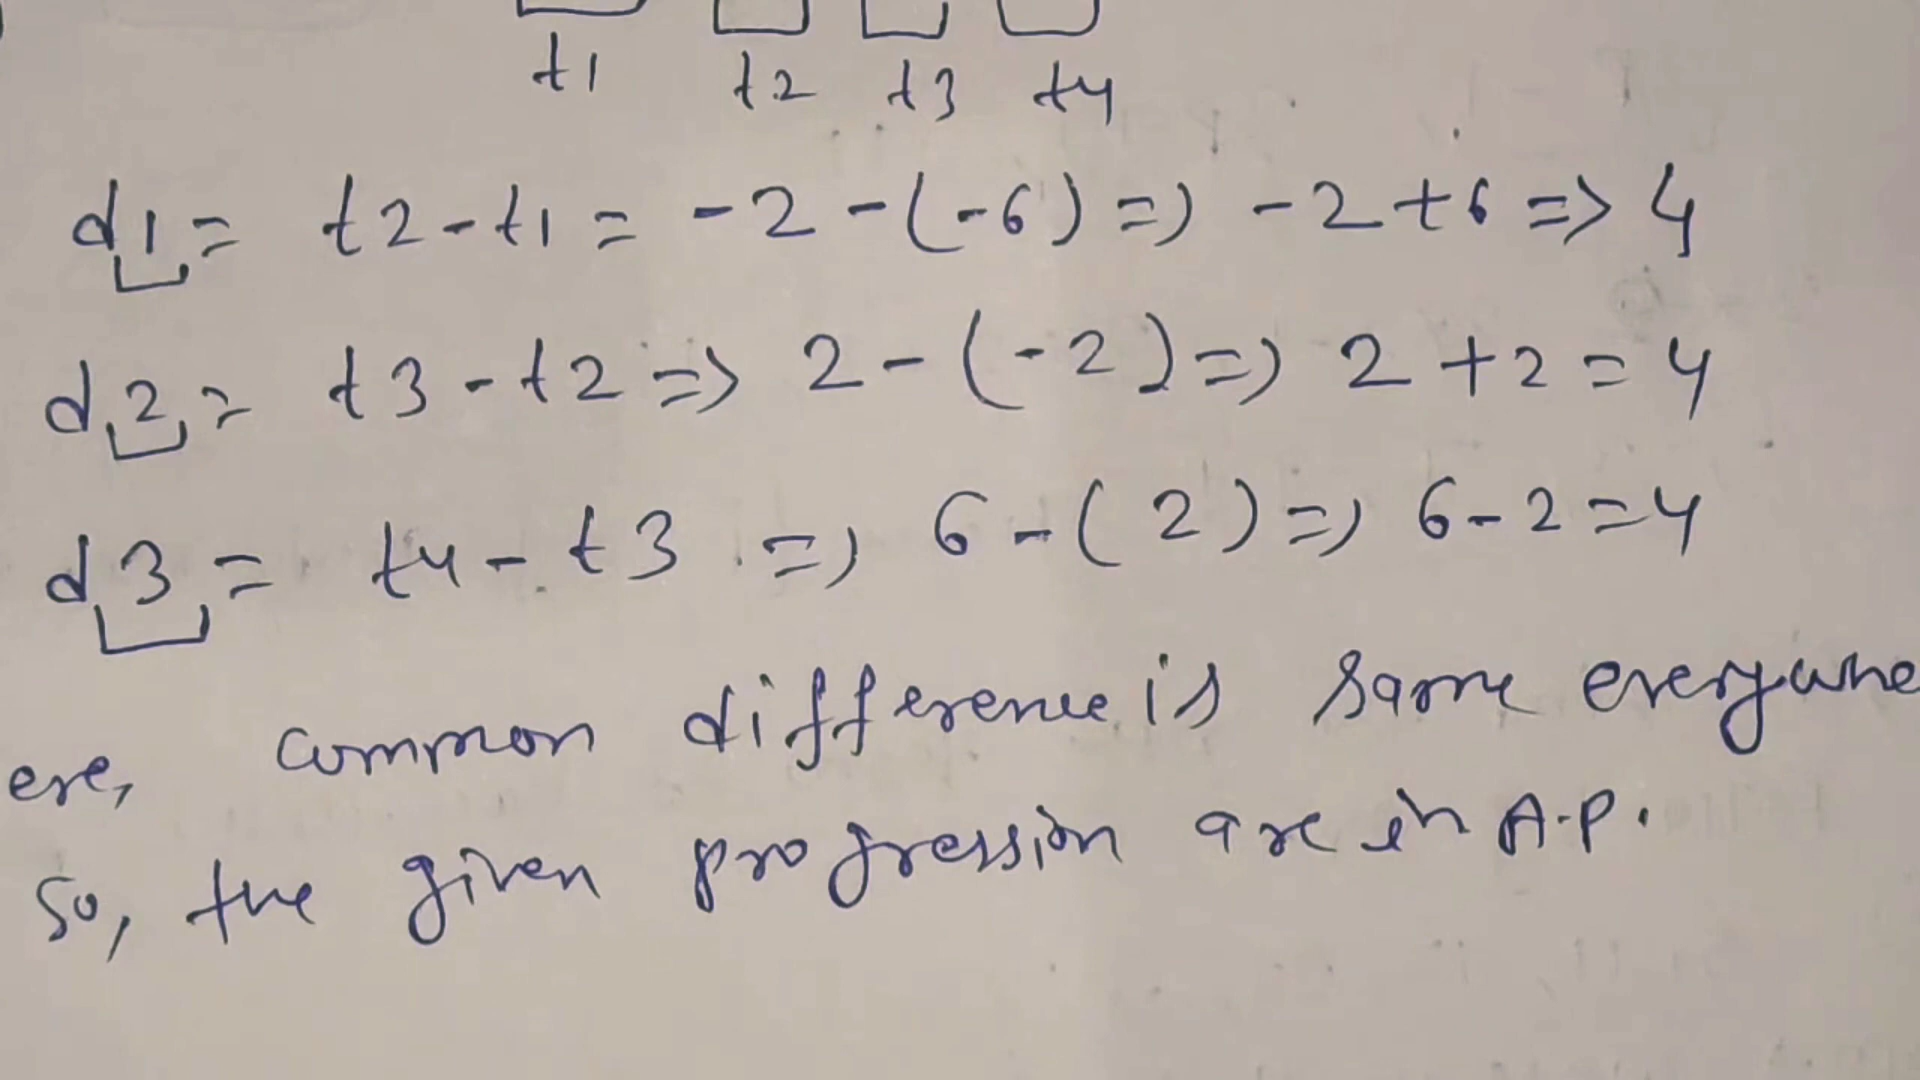 t1 t2 t3 t4
d1 = t2 - t1 = -2 - (-6) => -2 + 6 => 4
d2 = t3 - t2 => 2 - (-2) => 2 + 2 = 4
d3 = t4 - t3 => 6 - (2) => 6 - 2 = 4
ere, common difference is same everywhe
So, the given progression are in A.P.